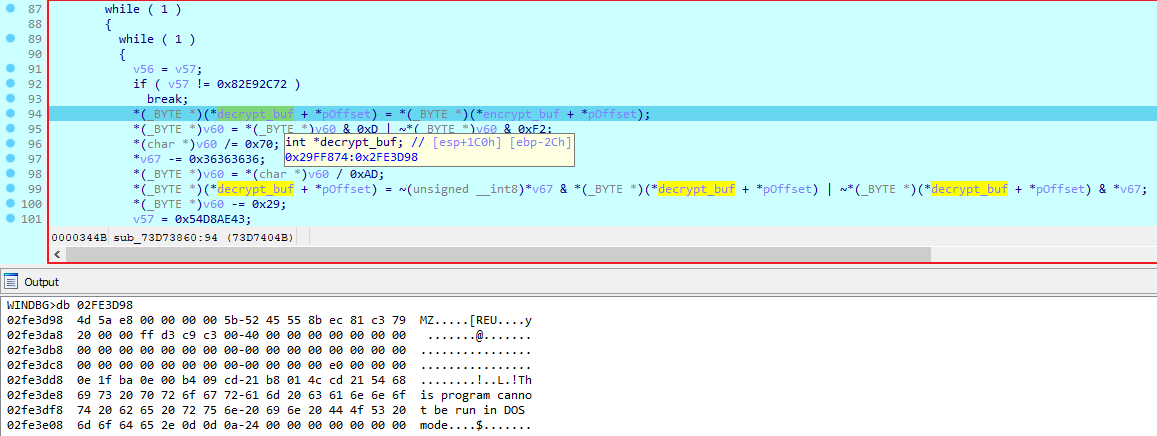 87 while ( 1 )
88 {
89 while ( 1 )
90 {
91 v56 = v57;
92 if ( v57 != 0x82E92C72 )
93 break;
94 *(_BYTE *)(*decrypt_buf + *pOffset) = *(_BYTE *)(*encrypt_buf + *pOffset);
95 *(_BYTE *)v60 = *(_BYTE *)v60 & 0xD | ~*(_BYTE *)v60 & 0xF2;
96 *(char *)v60 /= 0x70;
int *decrypt_buf; // [esp+1C0h] [ebp-2Ch]
97 *v67 -= 0x36363636;
0x29FF874:0x2FE3D98
98 *(_BYTE *)v60 = *(char *)v60 / 0xAD;
99 *(_BYTE *)(*decrypt_buf + *pOffset) = ~(unsigned __int8)*v67 & *(_BYTE *)(*decrypt_buf + *pOffset) | ~*(_BYTE *)(*decrypt_buf + *pOffset) & *v67;
100 *(_BYTE *)v60 -= 0x29;
101 v57 = 0x54D8AE43;
0000344B sub_73D73860:94 (73D7404B)
Output
WINDBG>db 02FE3D98
02fe3d98 4d 5a e8 00 00 00 00 5b-52 45 55 8b ec 81 c3 79 MZ.....[REU....y
02fe3da8 20 00 00 ff d3 c9 c3 00-40 00 00 00 00 00 00 00 .......@.......
02fe3db8 00 00 00 00 00 00 00 00-00 00 00 00 00 00 00 00 ................
02fe3dc8 00 00 00 00 00 00 00 00-00 00 00 00 e0 00 00 00 ................
02fe3dd8 0e 1f ba 0e 00 b4 09 cd-21 b8 01 4c cd 21 54 68 ........!..L.!Th
02fe3de8 69 73 20 70 72 6f 67 72-61 6d 20 63 61 6e 6e 6f is program canno
02fe3df8 74 20 62 65 20 72 75 6e-20 69 6e 20 44 4f 53 20 t be run in DOS
02fe3e08 6d 6f 64 65 2e 0d 0d 0a-24 00 00 00 00 00 00 00 mode....$.......